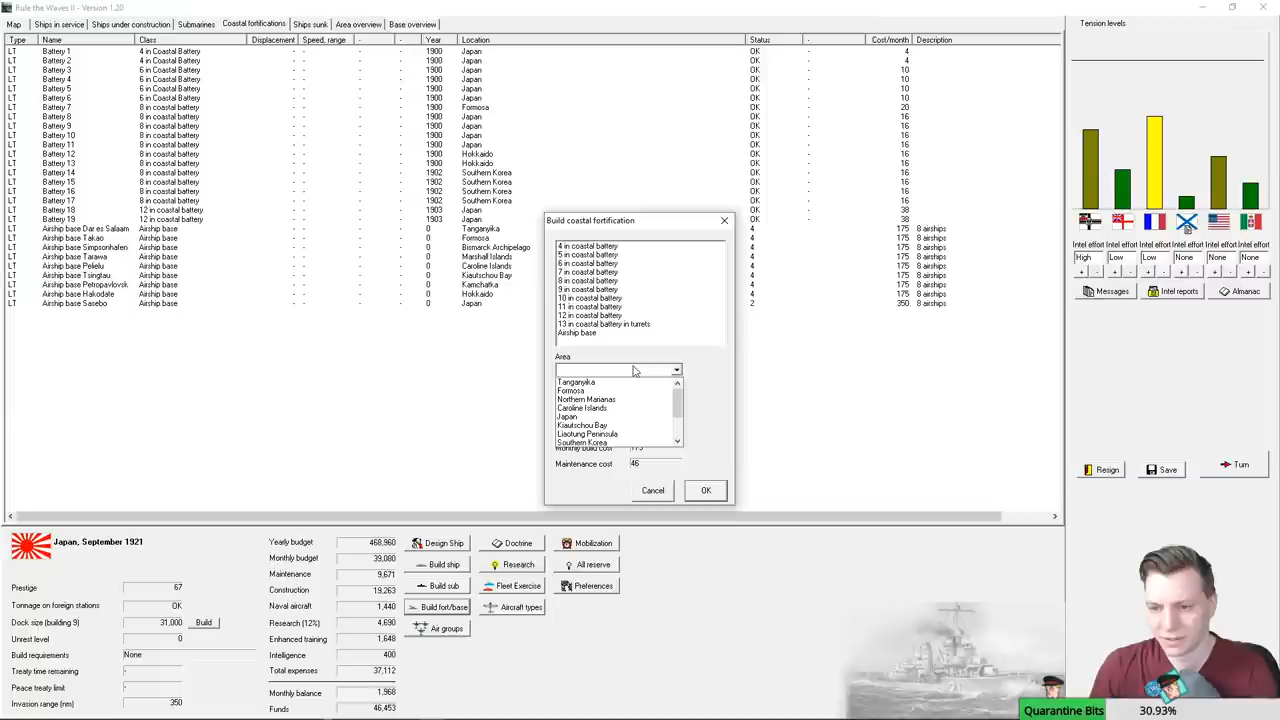 Rule the Waves II - Version 1.20
Map Ships in service Ships under construction Submarines Coastal fortifications Ships sunk Area overview Base overview
Type Name Class Displacement Speed, range - - Year Location Status - Cost/month Description
LT Battery 1 4 in Coastal Battery - - - - 1900 Japan OK - 4
LT Battery 2 4 in Coastal Battery - - - - 1900 Japan OK - 4
LT Battery 3 6 in Coastal battery - - - - 1900 Japan OK - 10
LT Battery 4 6 in Coastal battery - - - - 1900 Japan OK - 10
LT Battery 5 6 in Coastal battery - - - - 1900 Japan OK - 10
LT Battery 6 6 in Coastal battery - - - - 1900 Japan OK - 10
LT Battery 7 8 in coastal battery - - - - 1900 Formosa OK - 20
LT Battery 8 8 in coastal battery - - - - 1900 Japan OK - 16
LT Battery 9 8 in coastal battery - - - - 1900 Japan OK - 16
LT Battery 10 8 in coastal battery - - - - 1900 Japan OK - 16
LT Battery 11 8 in coastal battery - - - - 1900 Japan OK - 16
LT Battery 12 8 in coastal battery - - - - 1900 Hokkaido OK - 16
LT Battery 13 8 in coastal battery - - - - 1900 Hokkaido OK - 16
LT Battery 14 8 in coastal battery - - - - 1902 Southern Korea OK - 16
LT Battery 15 8 in coastal battery - - - - 1902 Southern Korea OK - 16
LT Battery 16 8 in coastal battery - - - - 1902 Southern Korea OK - 16
LT Battery 17 8 in coastal battery - - - - 1902 Southern Korea OK - 16
LT Battery 18 12 in coastal battery - - - - 1903 Japan OK - 38
LT Battery 19 12 in coastal battery - - - - 1903 Japan OK - 38
LT Airship base Dar es Salaam Airship base - - - - 0 Tanganyika 4 - 175 8 airships
LT Airship base Takao Airship base - - - - 0 Formosa 4 - 175 8 airships
LT Airship base Simpsonhafen Airship base - - - - 0 Bismarck Archipelago 4 - 175 8 airships
LT Airship base Tarawa Airship base - - - - 0 Marshall Islands 4 - 175 8 airships
LT Airship base Pelelu Airship base - - - - 0 Caroline Islands 4 - 175 8 airships
LT Airship base Tsingtau Airship base - - - - 0 Kiautschou Bay 4 - 175 8 airships
LT Airship base Petropavlovsk Airship base - - - - 0 Kamchatka 4 - 175 8 airships
LT Airship base Hakodate Airship base - - - - 0 Hokkaido 4 - 175 8 airships
LT Airship base Sasebo Airship base - - - - 0 Japan 2 - 350 8 airships
Build coastal fortification
4 in coastal battery
5 in coastal battery
6 in coastal battery
7 in coastal battery
8 in coastal battery
9 in coastal battery
10 in coastal battery
11 in coastal battery
12 in coastal battery
13 in coastal battery in turrets
Airship base
Area
Tanganyika
Formosa
Northern Marianas
Caroline Islands
Japan
Kiautschou Bay
Liaotung Peninsula
Southern Korea
Monthly build cost 175
Maintenance cost 46
Cancel OK
Tension levels
Intel effort Intel effort Intel effort Intel effort Intel effort Intel effort
High Low Low None None None
+ - + - + - + - + - + -
Messages Intel reports Almanac
Resign Save Turn
Japan, September 1921
Prestige 67
Tonnage on foreign stations OK
Dock size (building 9) 31,000 Build
Unrest level 0
Build requirements None
Treaty time remaining -
Peace treaty limit -
Invasion range (nm) 350
Yearly budget 468,960
Monthly budget 39,080
Maintenance 9,671
Construction 19,263
Naval aircraft 1,440
Research (12%) 4,690
Enhanced training 1,648
Intelligence 400
Total expenses 37,112
Monthly balance 1,968
Funds 46,453
Design Ship Doctrine Mobilization
Build ship Research All reserve
Build sub Fleet Exercise Preferences
Build fort/base Aircraft types
Air groups
Quarantine Bits 30.93%